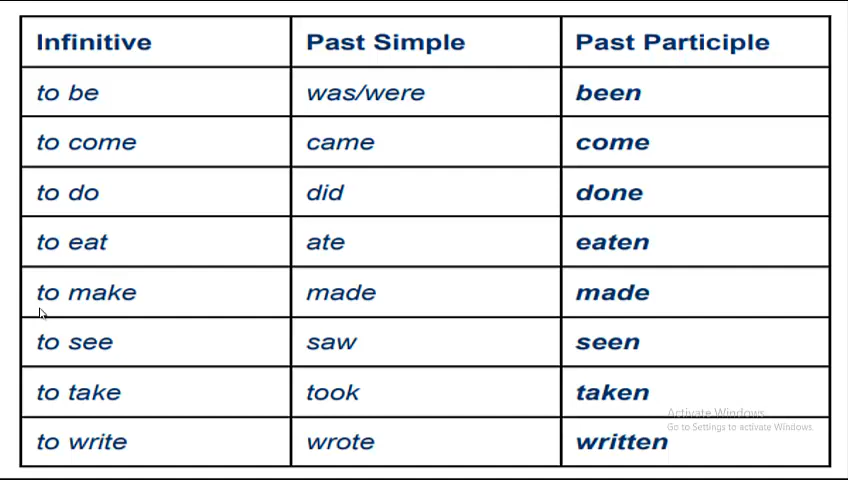 Infinitive Past Simple Past Participle
to be was/were been
to come came come
to do did done
to eat ate eaten
to make made made
to see saw seen
to take took taken
Activate Windows
Go to Settings to activate Windows.
to write wrote written